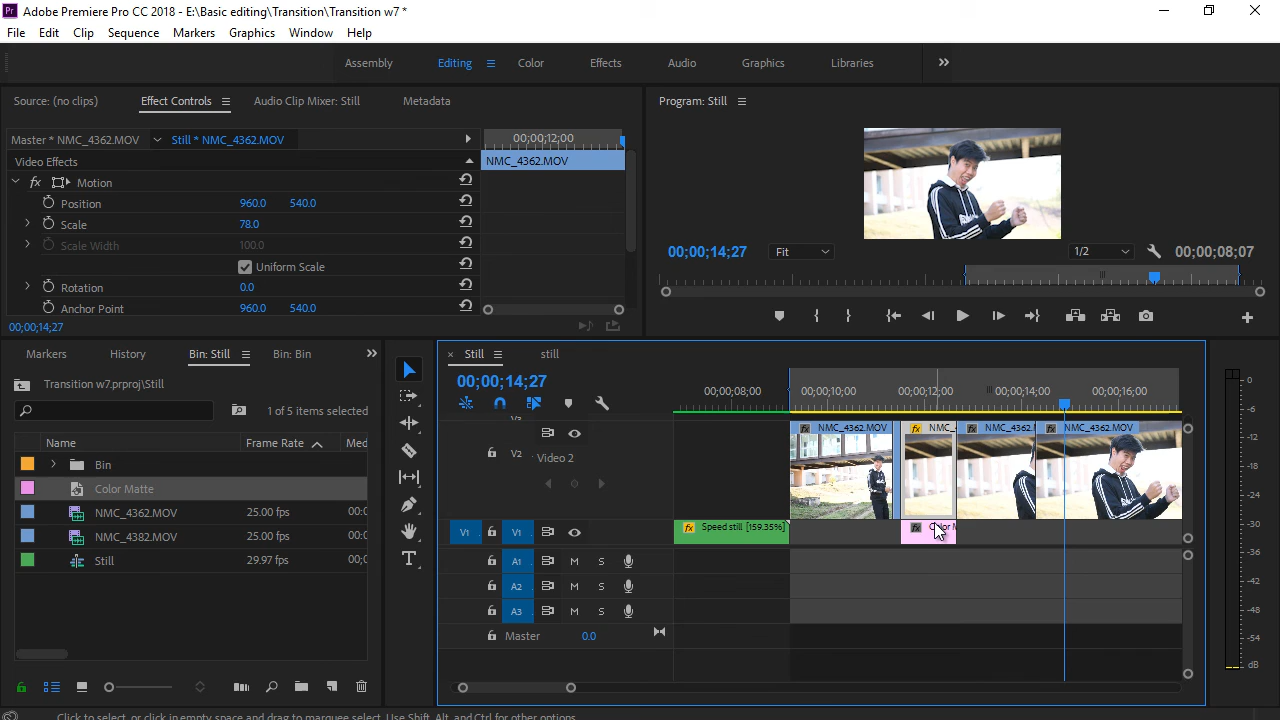 Pr Adobe Premiere Pro CC 2018 - E:\Basic editing\Transition\Transition w7 *
File Edit Clip Sequence Markers Graphics Window Help
Assembly Editing Color Effects Audio Graphics Libraries
Source: (no clips) Effect Controls Audio Clip Mixer: Still Metadata
Program: Still
Master * NMC_4362.MOV Still * NMC_4362.MOV 00;00;12;00
Video Effects NMC_4362.MOV
fx Motion
Position 960.0 540.0
Scale 78.0
Scale Width 100.0
Uniform Scale
Rotation 0.0
Anchor Point 960.0 540.0
00;00;14;27
00;00;14;27 Fit 1/2 00;00;08;07
Markers History Bin: Still Bin: Bin
Transition w7.prproj\Still
1 of 5 items selected
Name Frame Rate Med
Bin
Color Matte
NMC_4362.MOV 25.00 fps 00:0
NMC_4382.MOV 25.00 fps 00:0
Still 29.97 fps 00;0
× Still still
00;00;14;27
00;00;08;00 00;00;10;00 00;00;12;00 00;00;14;00 00;00;16;00
fx NMC_4362.MOV fx NMC_ fx NMC_4362.M fx NMC_4362.MOV
V2 Video 2
V1 V1 fx Speed still [159.35%] fx
A1 M S
A2 M S
A3 M S
Master 0.0
0
-6
-12
-18
-24
-30
-36
-42
-48
-54
dB
Click to select, or click in empty space and drag to marquee select. Use Shift, Alt, and Ctrl for other options.